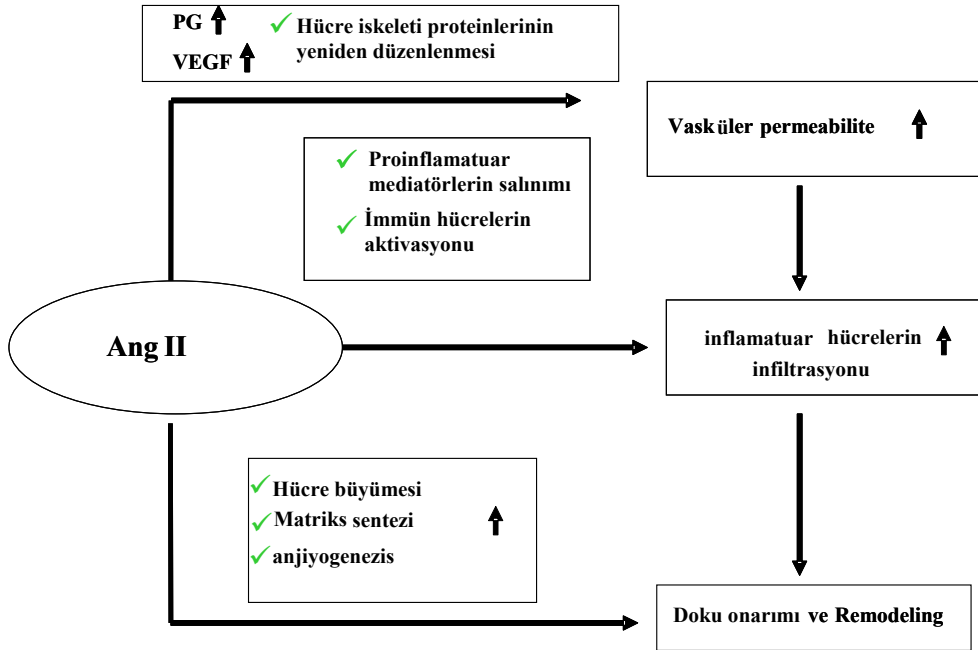 PG
VEGF
Hücre iskeleti proteinlerinin
yeniden düzenlenmesi
Vasküler permeabilite
Proinflamatuar
mediatörlerin salınımı
İmmün hücrelerin
aktivasyonu
Ang II
inflamatuar hücrelerin
infiltrasyonu
Hücre büyümesi
Matriks sentezi
anjiyogenezis
Doku onarımı ve Remodeling